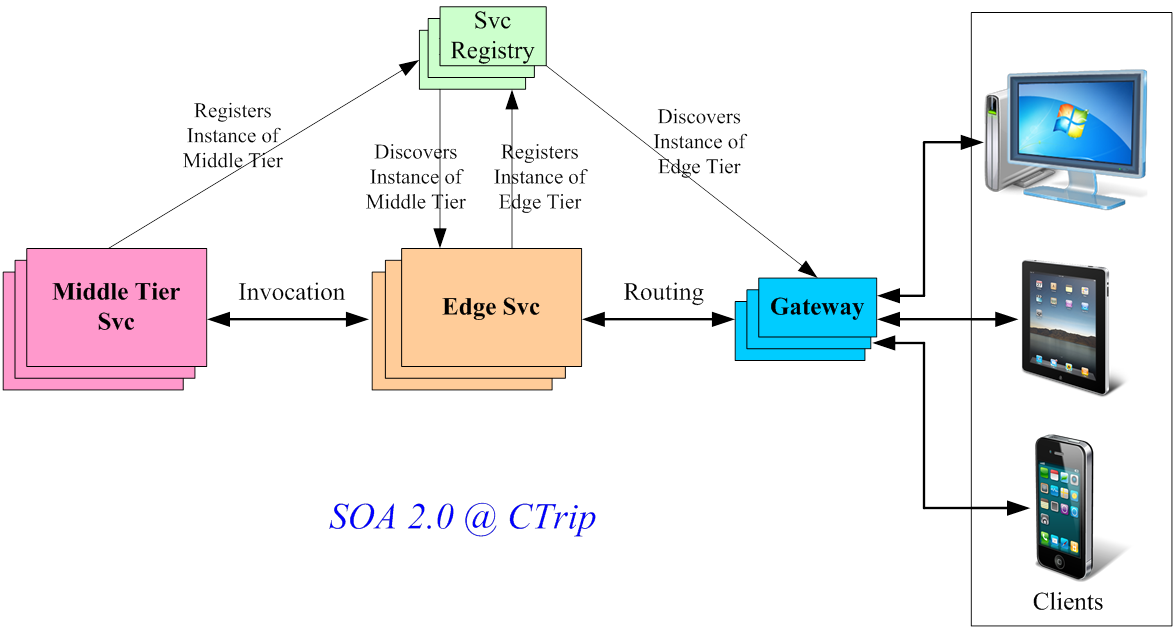 Svc
Registry
Registers
Instance of
Middle Tier
Discovers
Instance of
Middle Tier
Registers
Instance of
Edge Tier
Discovers
Instance of
Edge Tier
Middle Tier
Svc
Invocation
Edge Svc
Routing
Gateway
SOA 2.0 @ CTrip
Clients